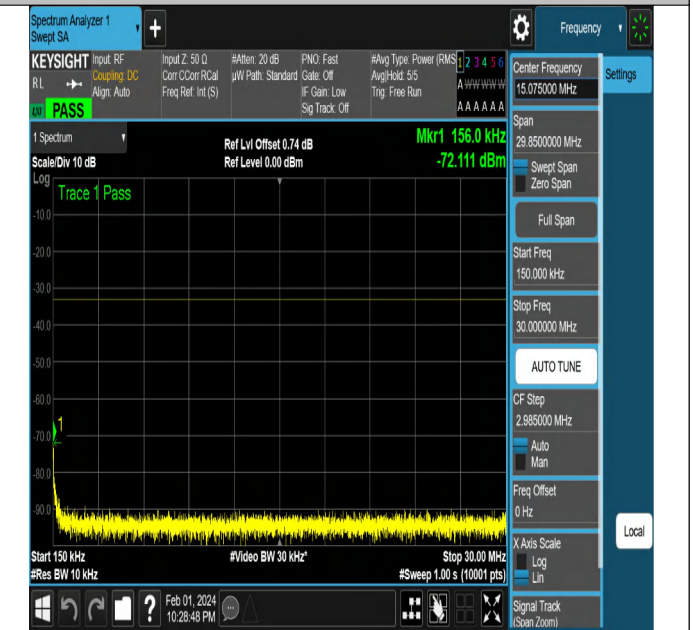 Spectrum Analyzer 1
Swept SA
+
Frequency
KEYSIGHT
RL
PASS
Input: RF
Coupling: DC
Align: Auto
Input Z: 50 Ω
Corr CCorr RCal
Freq Ref: Int (S)
#Atten: 20 dB
µW Path: Standard
PNO: Fast
Gate: Off
IF Gain: Low
Sig Track: Off
#Avg Type: Power (RMS
Avg|Hold: 5/5
Trig: Free Run
1 2 3 4 5 6
A W W W W W
A A A A A A
1 Spectrum
Scale/Div 10 dB
Log
Ref Lvl Offset 0.74 dB
Ref Level 0.00 dBm
Mkr1 156.0 kHz
-72.111 dBm
Trace 1 Pass
-10.0
-20.0
-30.0
-40.0
-50.0
-60.0
-70.0
-80.0
-90.0
1
Start 150 kHz
#Res BW 10 kHz
#Video BW 30 kHz*
Stop 30.00 MHz
#Sweep 1.00 s (10001 pts)
?
Feb 01, 2024
10:28:48 PM
Center Frequency
15.075000 MHz
Settings
Span
29.8500000 MHz
Swept Span
Zero Span
Full Span
Start Freq
150.000 kHz
Stop Freq
30.000000 MHz
AUTO TUNE
CF Step
2.985000 MHz
Auto
Man
Freq Offset
0 Hz
X Axis Scale
Log
Lin
Local
Signal Track
(Span Zoom)